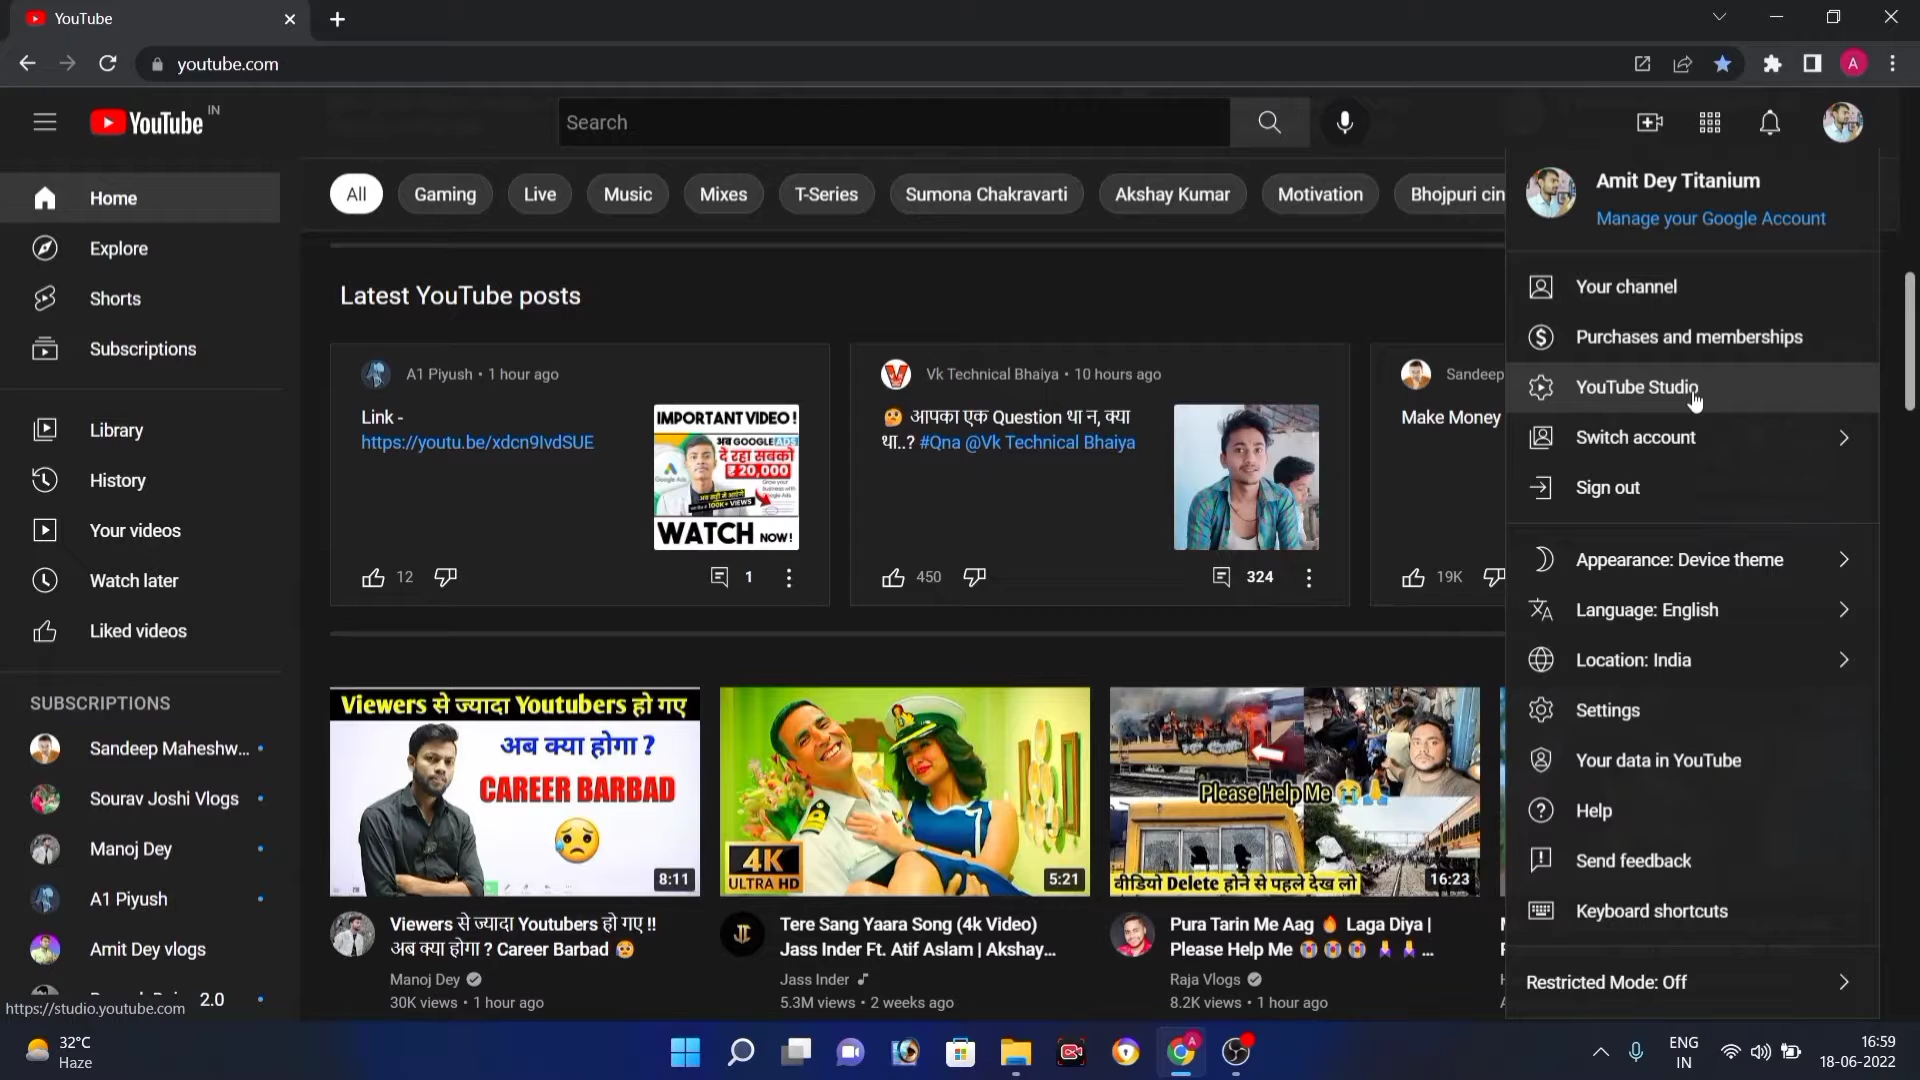 YouTube
youtube.com
A
YouTube IN
Search
Home
Explore
Shorts
Subscriptions
Library
History
Your videos
Watch later
Liked videos
SUBSCRIPTIONS
Sandeep Maheshw...
Sourav Joshi Vlogs
Manoj Dey
A1 Piyush
Amit Dey vlogs
2.0
https://studio.youtube.com
All
Gaming
Live
Music
Mixes
T-Series
Sumona Chakravarti
Akshay Kumar
Motivation
Bhojpuri cin
Latest YouTube posts
A1 Piyush • 1 hour ago
Link -
https://youtu.be/xdcn9IvdSUE
IMPORTANT VIDEO !
अब GOOGLE ADS
दे रहा सबको
₹ 20,000
Google Ads
WATCH NOW!
12
1
Vk Technical Bhaiya • 10 hours ago
🤔 आपका एक Question था न, क्या
था..? #Qna @Vk Technical Bhaiya
450
324
Sandeep
Make Money
19K
Viewers से ज्यादा Youtubers हो गए
अब क्या होगा ?
CAREER BARBAD
8:11
Viewers से ज्यादा Youtubers हो गए !!
अब क्या होगा ? Career Barbad 😥
Manoj Dey
30K views • 1 hour ago
4K
ULTRA HD
5:21
Tere Sang Yaara Song (4k Video)
Jass Inder Ft. Atif Aslam | Akshay...
Jass Inder
5.3M views • 2 weeks ago
Please Help Me 😭🙏
वीडियो Delete होने से पहले देख लो
16:23
Pura Tarin Me Aag 🔥 Laga Diya |
Please Help Me 😭 😭 😭 🙏 🙏 ...
Raja Vlogs
8.2K views • 1 hour ago
Amit Dey Titanium
Manage your Google Account
Your channel
Purchases and memberships
YouTube Studio
Switch account
Sign out
Appearance: Device theme
Language: English
Location: India
Settings
Your data in YouTube
Help
Send feedback
Keyboard shortcuts
Restricted Mode: Off
32°C
Haze
ENG
IN
16:59
18-06-2022